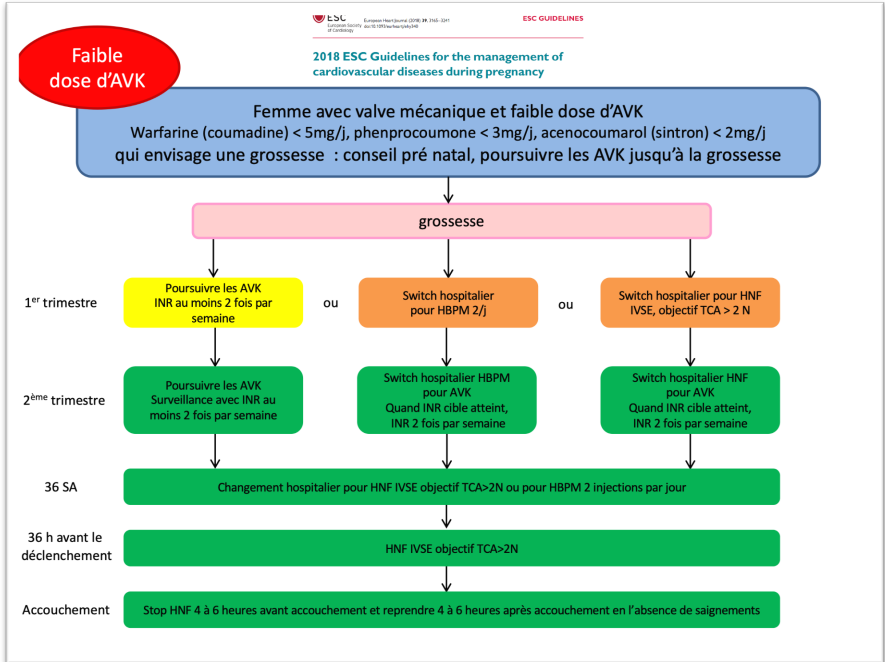 ESC
European Society
of Cardiology
European Heart Journal (2018) 39, 3165–3241
doi:10.1093/eurheartj/ehy340
ESC GUIDELINES
2018 ESC Guidelines for the management of
cardiovascular diseases during pregnancy
Faible
dose d'AVK
Femme avec valve mécanique et faible dose d'AVK
Warfarine (coumadine) < 5mg/j, phenprocoumone < 3mg/j, acenocoumarol (sintron) < 2mg/j
qui envisage une grossesse : conseil pré natal, poursuivre les AVK jusqu'à la grossesse
grossesse
1er trimestre
Poursuivre les AVK
INR au moins 2 fois par
semaine
ou
Switch hospitalier
pour HBPM 2/j
ou
Switch hospital pour HNF
IVSE, objectif TCA > 2 N
2ème trimestre
Poursuivre les AVK
Surveillance avec INR au
moins 2 fois par semaine
Switch hospitalier HBPM
pour AVK
Quand INR cible atteint,
INR 2 fois par semaine
Switch hospitalier HNF
pour AVK
Quand INR cible atteint,
INR 2 fois par semaine
36 SA
Changement hospitalier pour HNF IVSE objectif TCA>2N ou pour HBPM 2 injections par jour
36 h avant le
déclenchement
HNF IVSE objectif TCA>2N
Accouchement
Stop HNF 4 à 6 heures avant accouchement et reprendre 4 à 6 heures après accouchement en l'absence de saignements